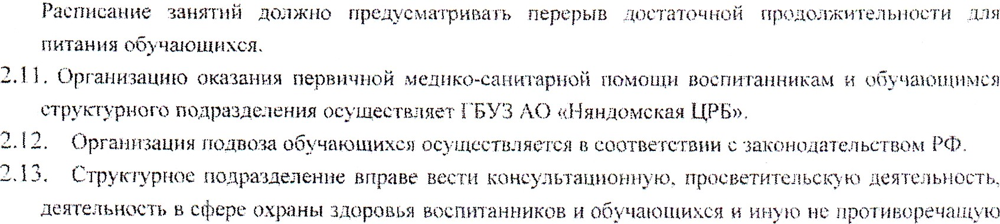 Расписание занятий должно предусматривать перерыв достаточной продолжительности для
питания обучающихся.
2.11. Организацию оказания первичной медико-санитарной помощи воспитанникам и обучающимся
структурного подразделения осуществляет ГБУЗ АО «Няндомская ЦРБ».
2.12. Организация подвоза обучающихся осуществляется в соответствии с законодательством РФ.
2.13. Структурное подразделение вправе вести консультационную, просветительскую деятельность,
деятельность в сфере охраны здоровья воспитанников и обучающихся и иную не противоречащую